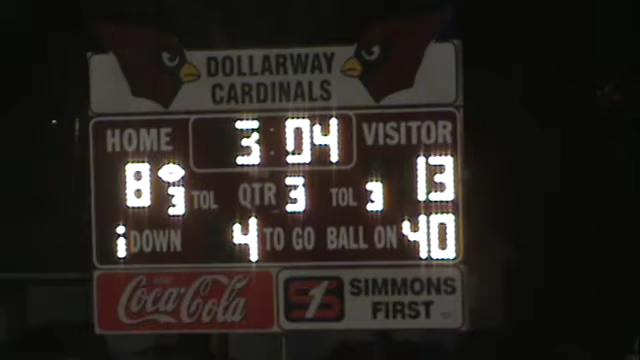 DOLLARWAY
CARDINALS
HOME 3:04 VISITOR
8 3 TOL QTR 3 TOL 3 13
DOWN 4 TO GO BALL ON 40
Coca-Cola S1 SIMMONS
FIRST